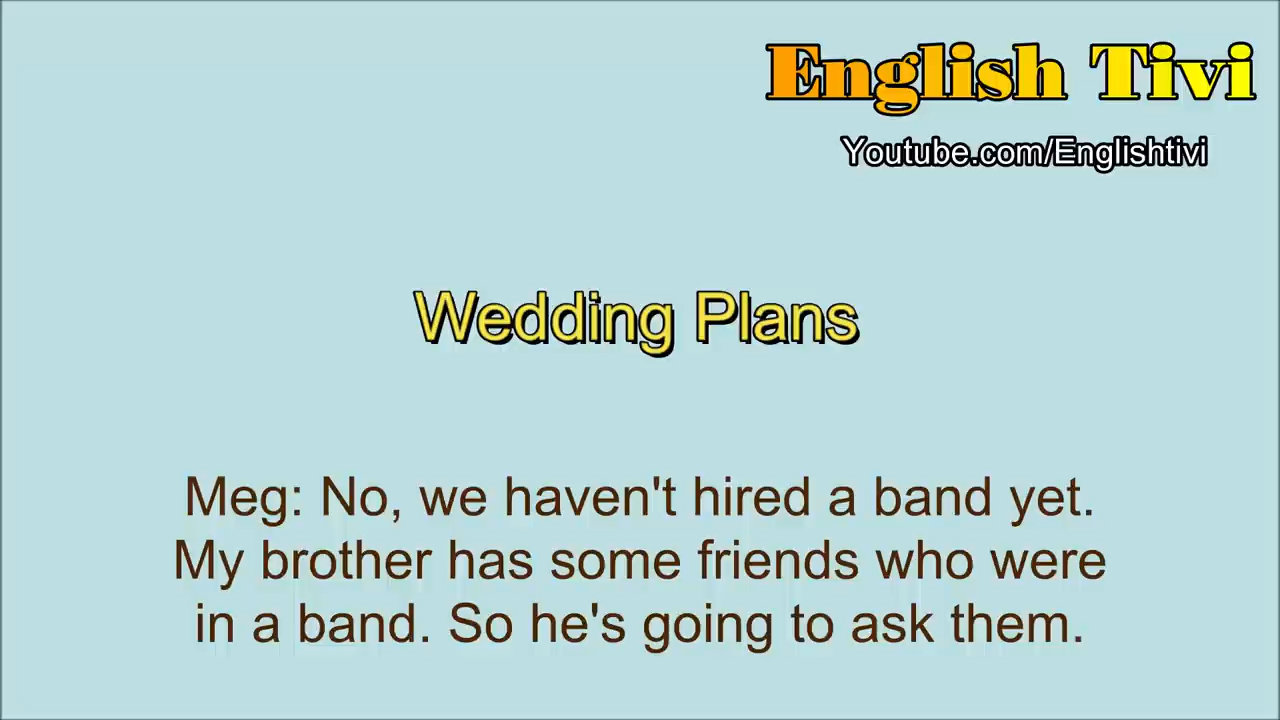 English Tivi
Youtube.com/Englishtivi
Wedding Plans
Meg: No, we haven't hired a band yet.
My brother has some friends who were
in a band. So he's going to ask them.